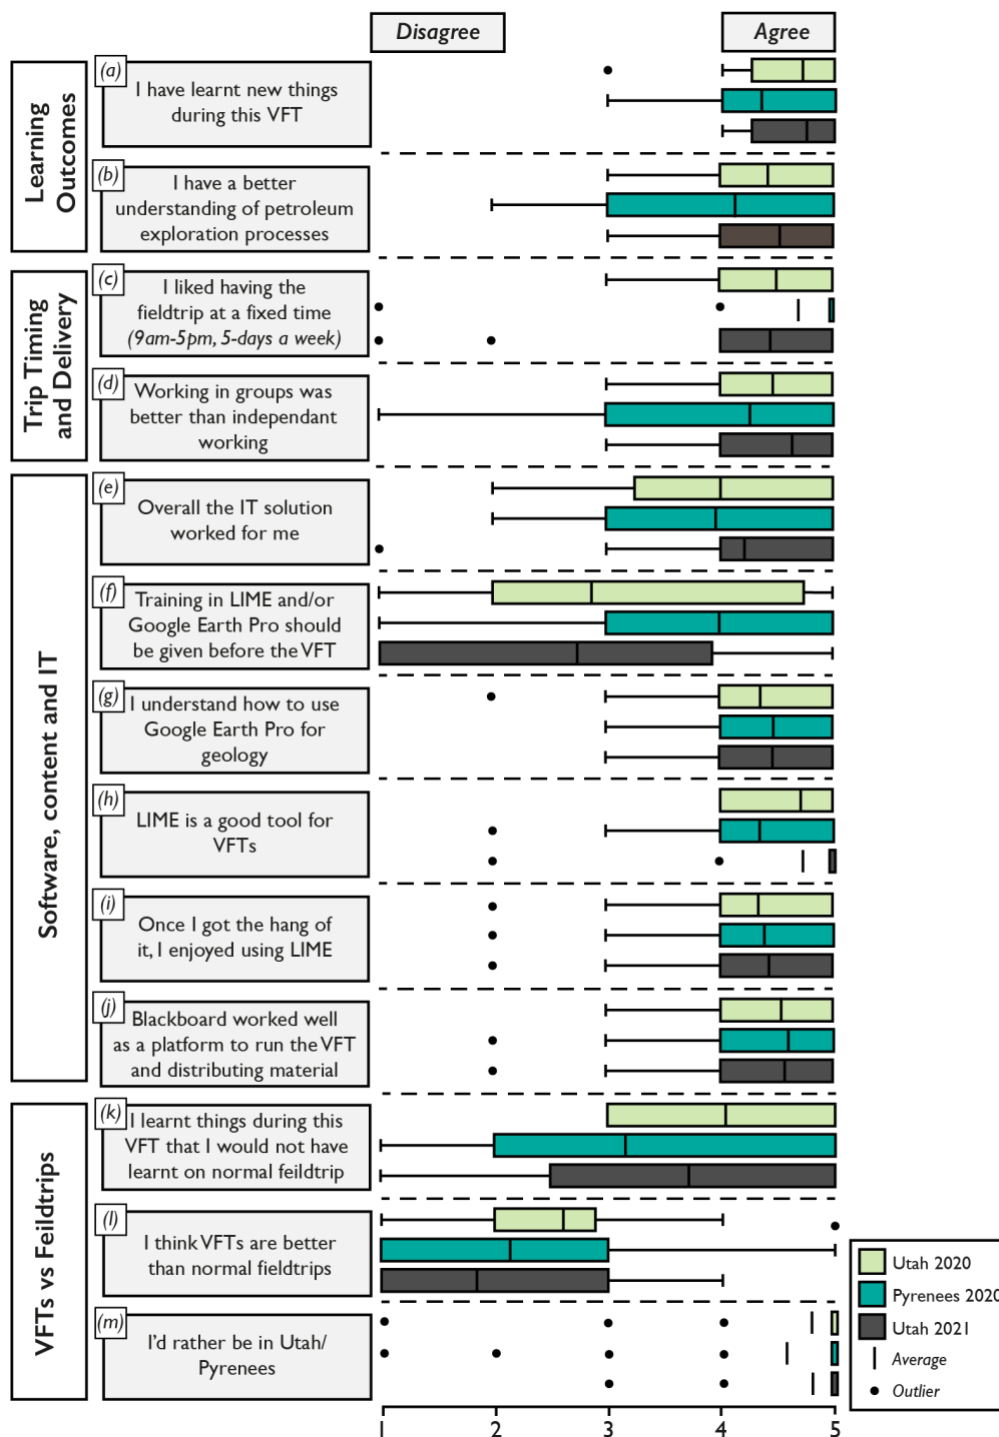 Disagree
Agree
Learning
Outcomes
(a)
I have learnt new things
during this VFT
(b)
I have a better
understanding of petroleum
exploration processes
Trip Timing
and Delivery
(c)
I liked having the
fieldtrip at a fixed time
(9am-5pm, 5-days a week)
(d)
Working in groups was
better than independant
working
Software, content and IT
(e)
Overall the IT solution
worked for me
(f)
Training in LIME and/or
Google Earth Pro should
be given before the VFT
(g)
I understand how to use
Google Earth Pro for
geology
(h)
LIME is a good tool for
VFTs
(i)
Once I got the hang of
it, I enjoyed using LIME
(j)
Blackboard worked well
as a platform to run the VFT
and distributing material
VFTs vs Feildtrips
(k)
I learnt things during this
VFT that I would not have
learnt on normal feildtrip
(l)
I think VFTs are better
than normal fieldtrips
(m)
I'd rather be in Utah/
Pyrenees
Utah 2020
Pyrenees 2020
Utah 2021
Average
Outlier
1 2 3 4 5